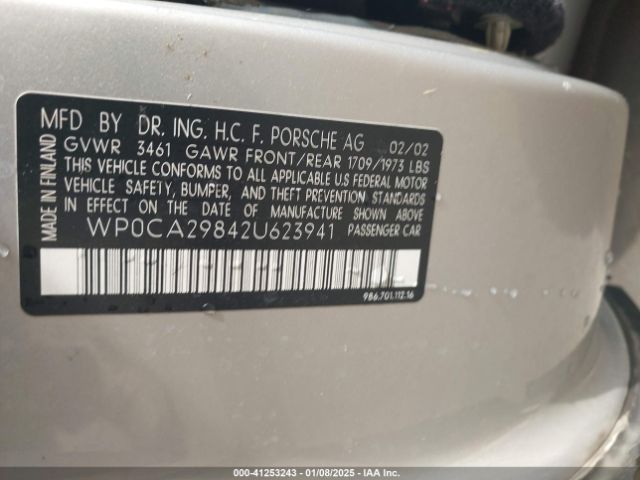 MFD BY DR. ING. H.C. F. PORSCHE AG 02/02
GVWR 3461 GAWR FRONT/REAR 1709/1973 LBS
THIS VEHICLE CONFORMS TO ALL APPLICABLE U.S FEDERAL MOTOR
VEHICLE SAFETY, BUMPER, AND THEFT PREVENTION STANDARDS
IN EFFECT ON THE DATE OF MANUFACTURE SHOWN ABOVE.
WP0CA29842U623941 PASSENGER CAR
MADE IN FINLAND
986.701.112.16
000-41253243 - 01/08/2025 - IAA Inc.